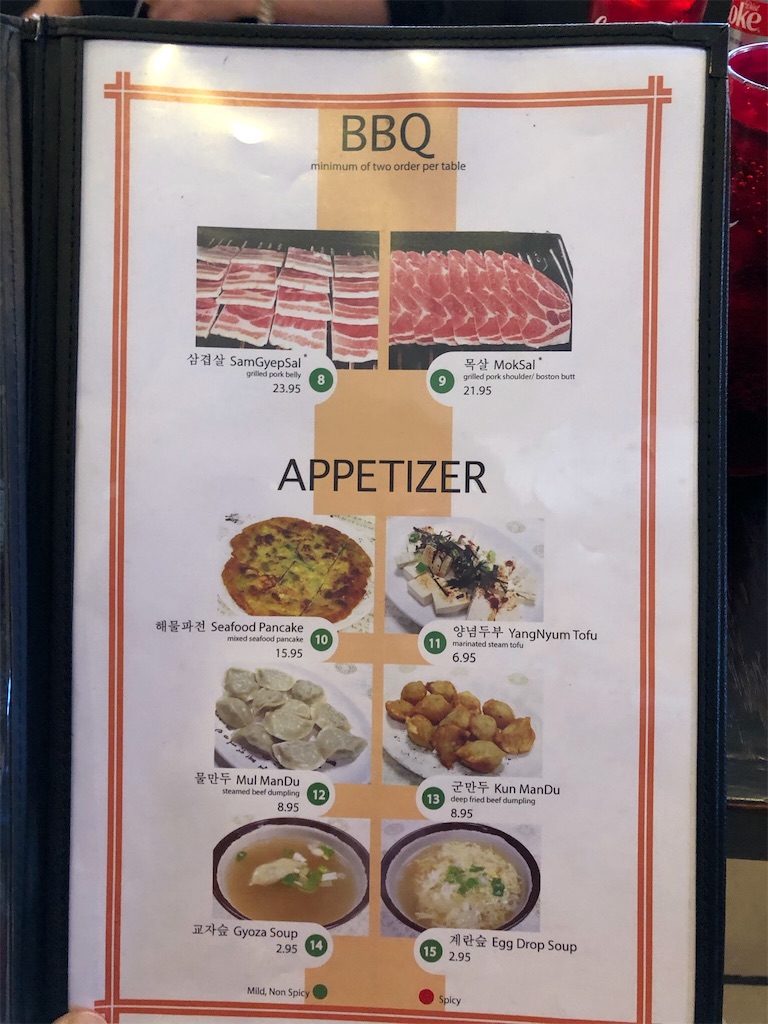 Coke
oke
BBQ
minimum of two order per table
삼겹살 SamGyepSal *
grilled pork belly
23.95
8
9
목살 MokSal *
grilled pork shoulder/ boston butt
21.95
APPETIZER
해물파전 Seafood Pancake
mixed seafood pancake
15.95
10
11
양념두부 YangNyum Tofu
marinated steam tofu
6.95
물만두 Mul ManDu
steamed beef dumpling
8.95
12
13
군만두 Kun ManDu
deep fried beef dumpling
8.95
교자숲 Gyoza Soup
2.95
14
15
계란숲 Egg Drop Soup
2.95
Mild, Non Spicy
Spicy